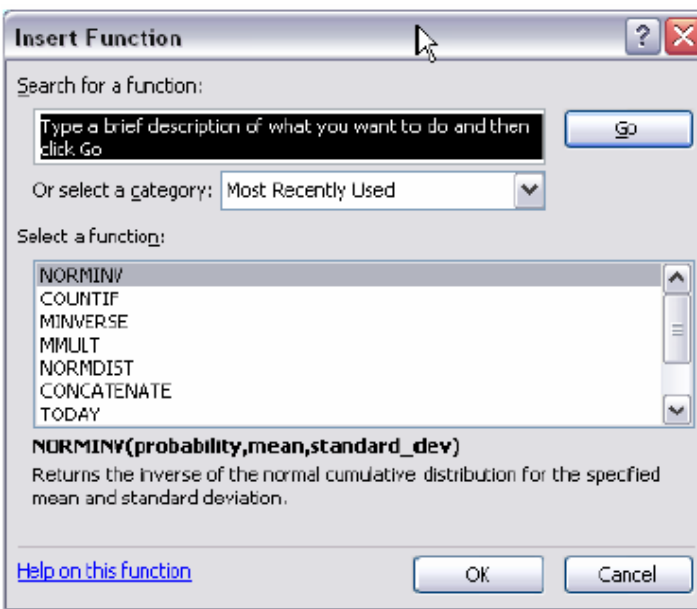 Insert Function
Search for a function:
Type a brief description of what you want to do and then
click Go
Go
Or select a category: Most Recently Used
Select a function:
NORMINV
COUNTIF
MINVERSE
MMULT
NORMDIST
CONCATENATE
TODAY
NORMINV(probability,mean,standard_dev)
Returns the inverse of the normal cumulative distribution for the specified
mean and standard deviation.
Help on this function
OK
Cancel